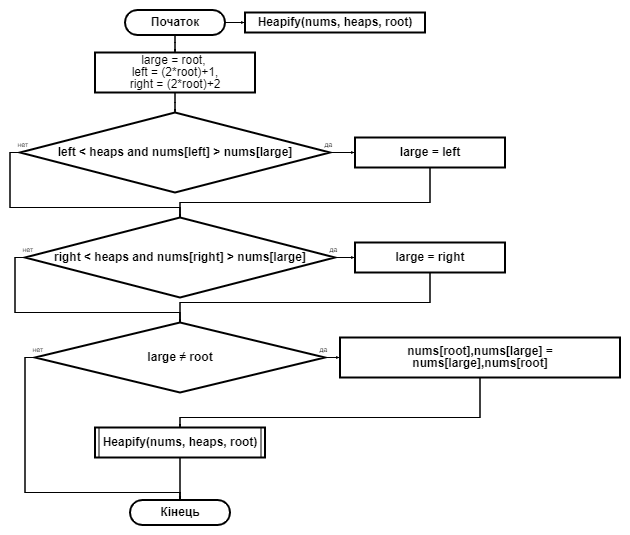 Початок
Heapify(nums, heaps, root)
large = root,
left = (2*root)+1,
right = (2*root)+2
нет
left < heaps and nums[left] > nums[large]
да
large = left
нет
right < heaps and nums[right] > nums[large]
да
large = right
нет
large ≠ root
да
nums[root],nums[large] =
nums[large],nums[root]
Heapify(nums, heaps, root)
Кінець